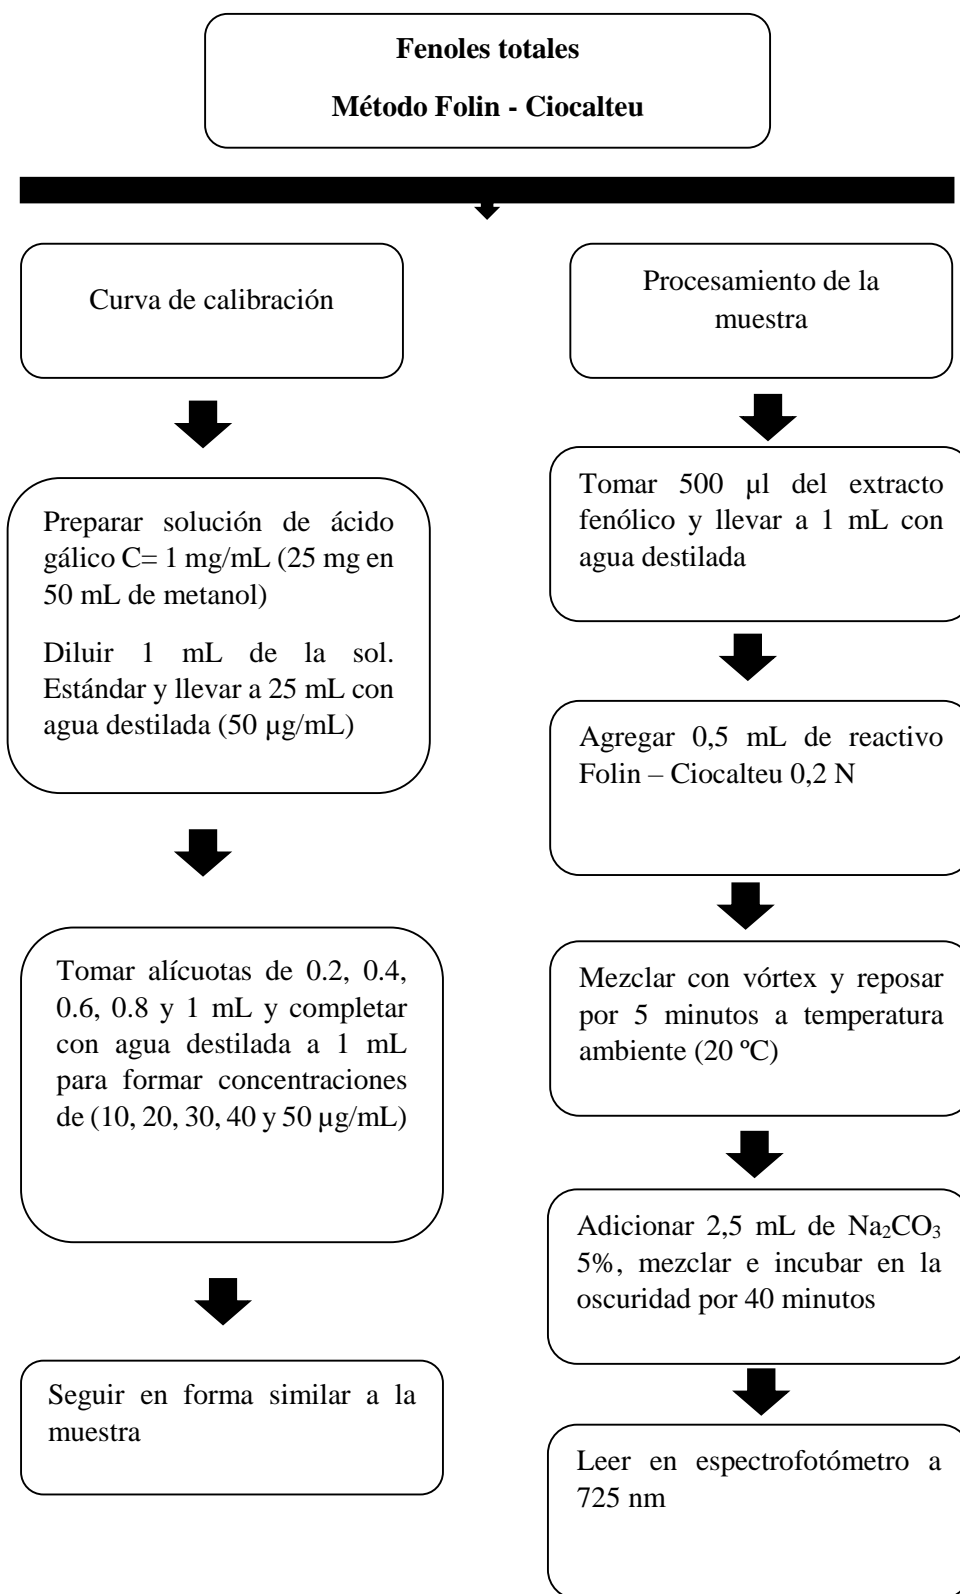 Fenoles totales
Método Folin - Ciocalteu
Curva de calibración
Preparar solución de ácido
gálico C= 1 mg/mL (25 mg en
50 mL de metanol)
Diluir 1 mL de la sol.
Estándar y llevar a 25 mL con
agua destilada (50 µg/mL)
Tomar alícuotas de 0.2, 0.4,
0.6, 0.8 y 1 mL y completar
con agua destilada a 1 mL
para formar concentraciones
de (10, 20, 30, 40 y 50 µg/mL)
Seguir en forma similar a la
muestra
Procesamiento de la
muestra
Tomar 500 µl del extracto
fenólico y llevar a 1 mL con
agua destilada
Agregar 0,5 mL de reactivo
Folin – Ciocalteu 0,2 N
Mezclar con vórtex y reposar
por 5 minutos a temperatura
ambiente (20 ºC)
Adicionar 2,5 mL de Na₂CO₃
5%, mezclar e incubar en la
oscuridad por 40 minutos
Leer en espectrofotómetro a
725 nm